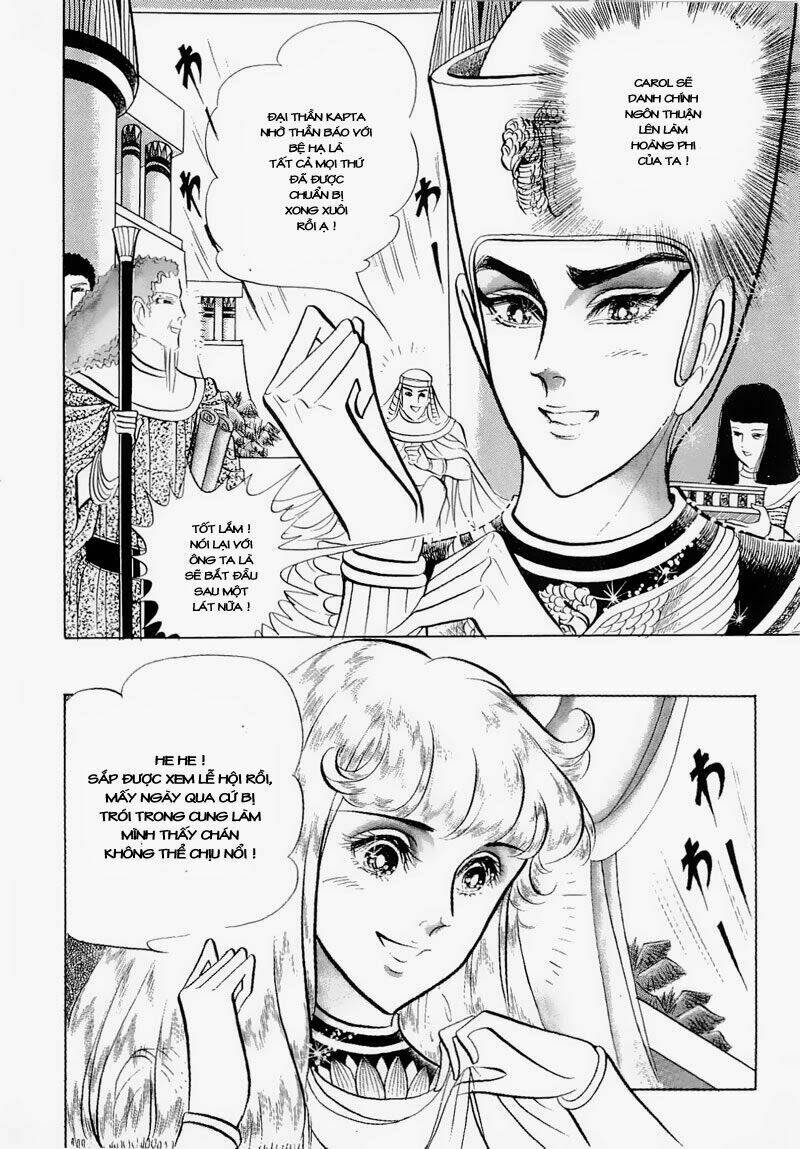 CAROL SẼ
DANH CHÍNH
NGÔN THUẬN
LÊN LÀM
HOÀNG PHI
CỦA TA !
ĐẠI THẦN KAPTA
NHỜ THẦN BÁO VỚI
BỆ HẠ LÀ
TẤT CẢ MỌI THỨ
ĐÃ ĐƯỢC
CHUẨN BỊ
XONG XUÔI
RỒI Ạ !
わー
わー
TỐT LẮM !
NÓI LẠI VỚI
ÔNG TA LÀ
SẼ BẮT ĐẦU
SAU MỘT
LÁT NỮA !
HE HE !
SẮP ĐƯỢC XEM LỄ HỘI RỒI,
MẤY NGÀY QUA CỨ BỊ
TRÓI TRONG CUNG LÀM
MÌNH THẤY CHÁN
KHÔNG THỂ CHỊU NỔI !
わー
わー